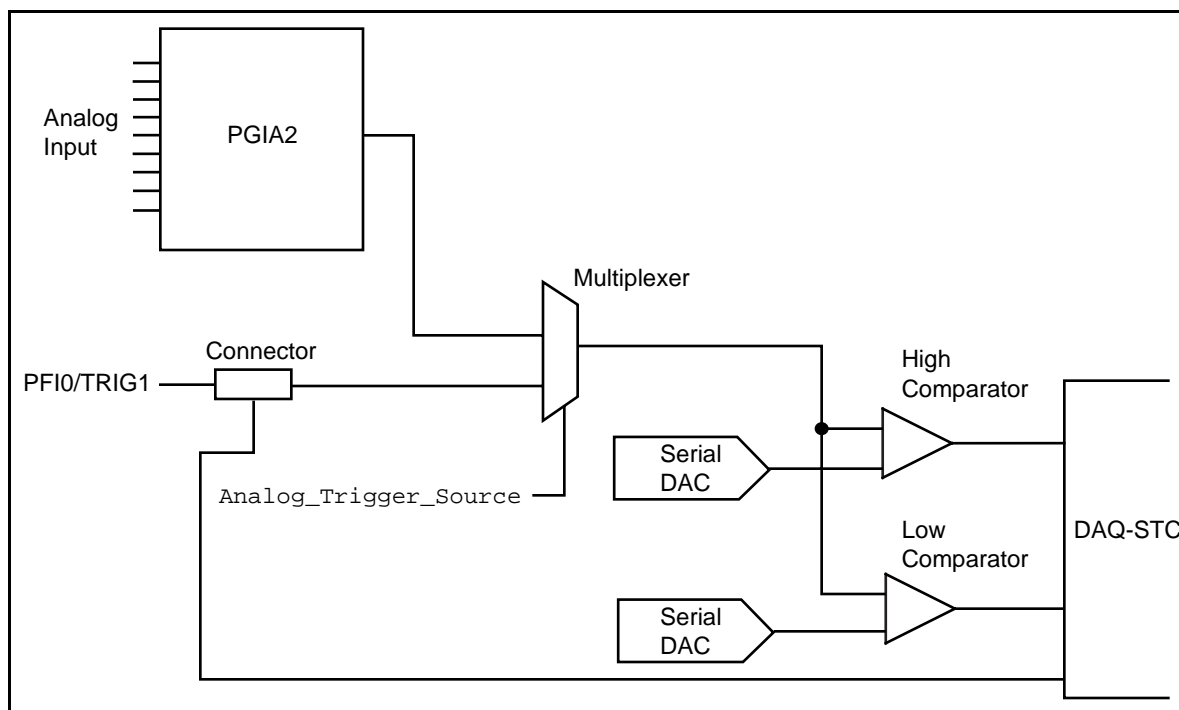 Analog
Input
PGIA2
Multiplexer
Connector
PFI0/TRIG1
High
Comparator
Serial
DAC
Analog_Trigger_Source
Low
Comparator
DAQ-STC
Serial
DAC